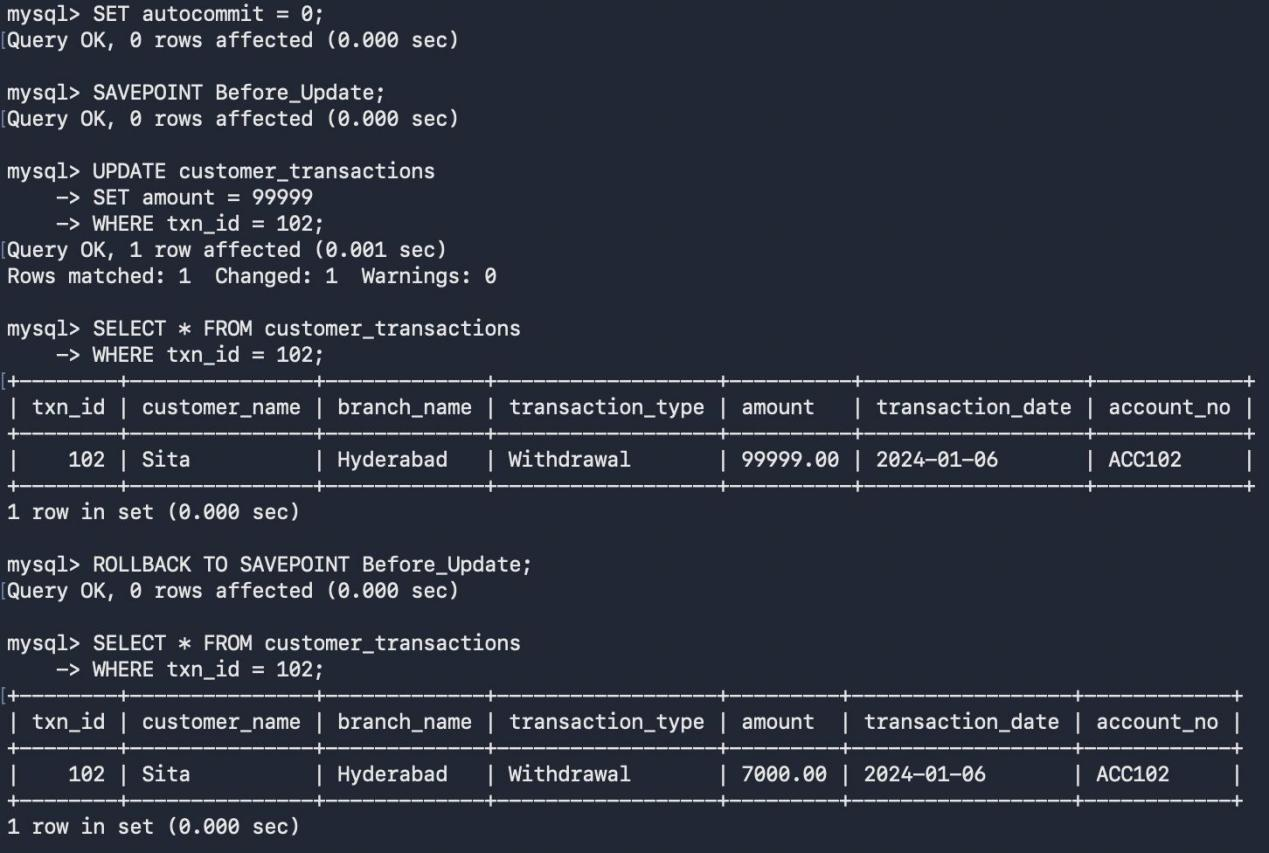 mysql> SET autocommit = 0;
[Query OK, 0 rows affected (0.000 sec)
mysql> SAVEPOINT Before_Update;
[Query OK, 0 rows affected (0.000 sec)
mysql> UPDATE customer_transactions
    -> SET amount = 99999
    -> WHERE txn_id = 102;
[Query OK, 1 row affected (0.001 sec)
Rows matched: 1  Changed: 1  Warnings: 0
mysql> SELECT * FROM customer_transactions
    -> WHERE txn_id = 102;
[+--------+---------------+-------------+------------------+----------+------------------+------------+
| txn_id | customer_name | branch_name | transaction_type | amount   | transaction_date | account_no |
+--------+---------------+-------------+------------------+----------+------------------+------------+
|    102 | Sita          | Hyderabad   | Withdrawal       | 99999.00 | 2024-01-06       | ACC102     |
+--------+---------------+-------------+------------------+----------+------------------+------------+
1 row in set (0.000 sec)
mysql> ROLLBACK TO SAVEPOINT Before_Update;
[Query OK, 0 rows affected (0.000 sec)
mysql> SELECT * FROM customer_transactions
    -> WHERE txn_id = 102;
[+--------+---------------+-------------+------------------+---------+------------------+------------+
| txn_id | customer_name | branch_name | transaction_type | amount  | transaction_date | account_no |
+--------+---------------+-------------+------------------+---------+------------------+------------+
|    102 | Sita          | Hyderabad   | Withdrawal       | 7000.00 | 2024-01-06       | ACC102     |
+--------+---------------+-------------+------------------+---------+------------------+------------+
1 row in set (0.000 sec)